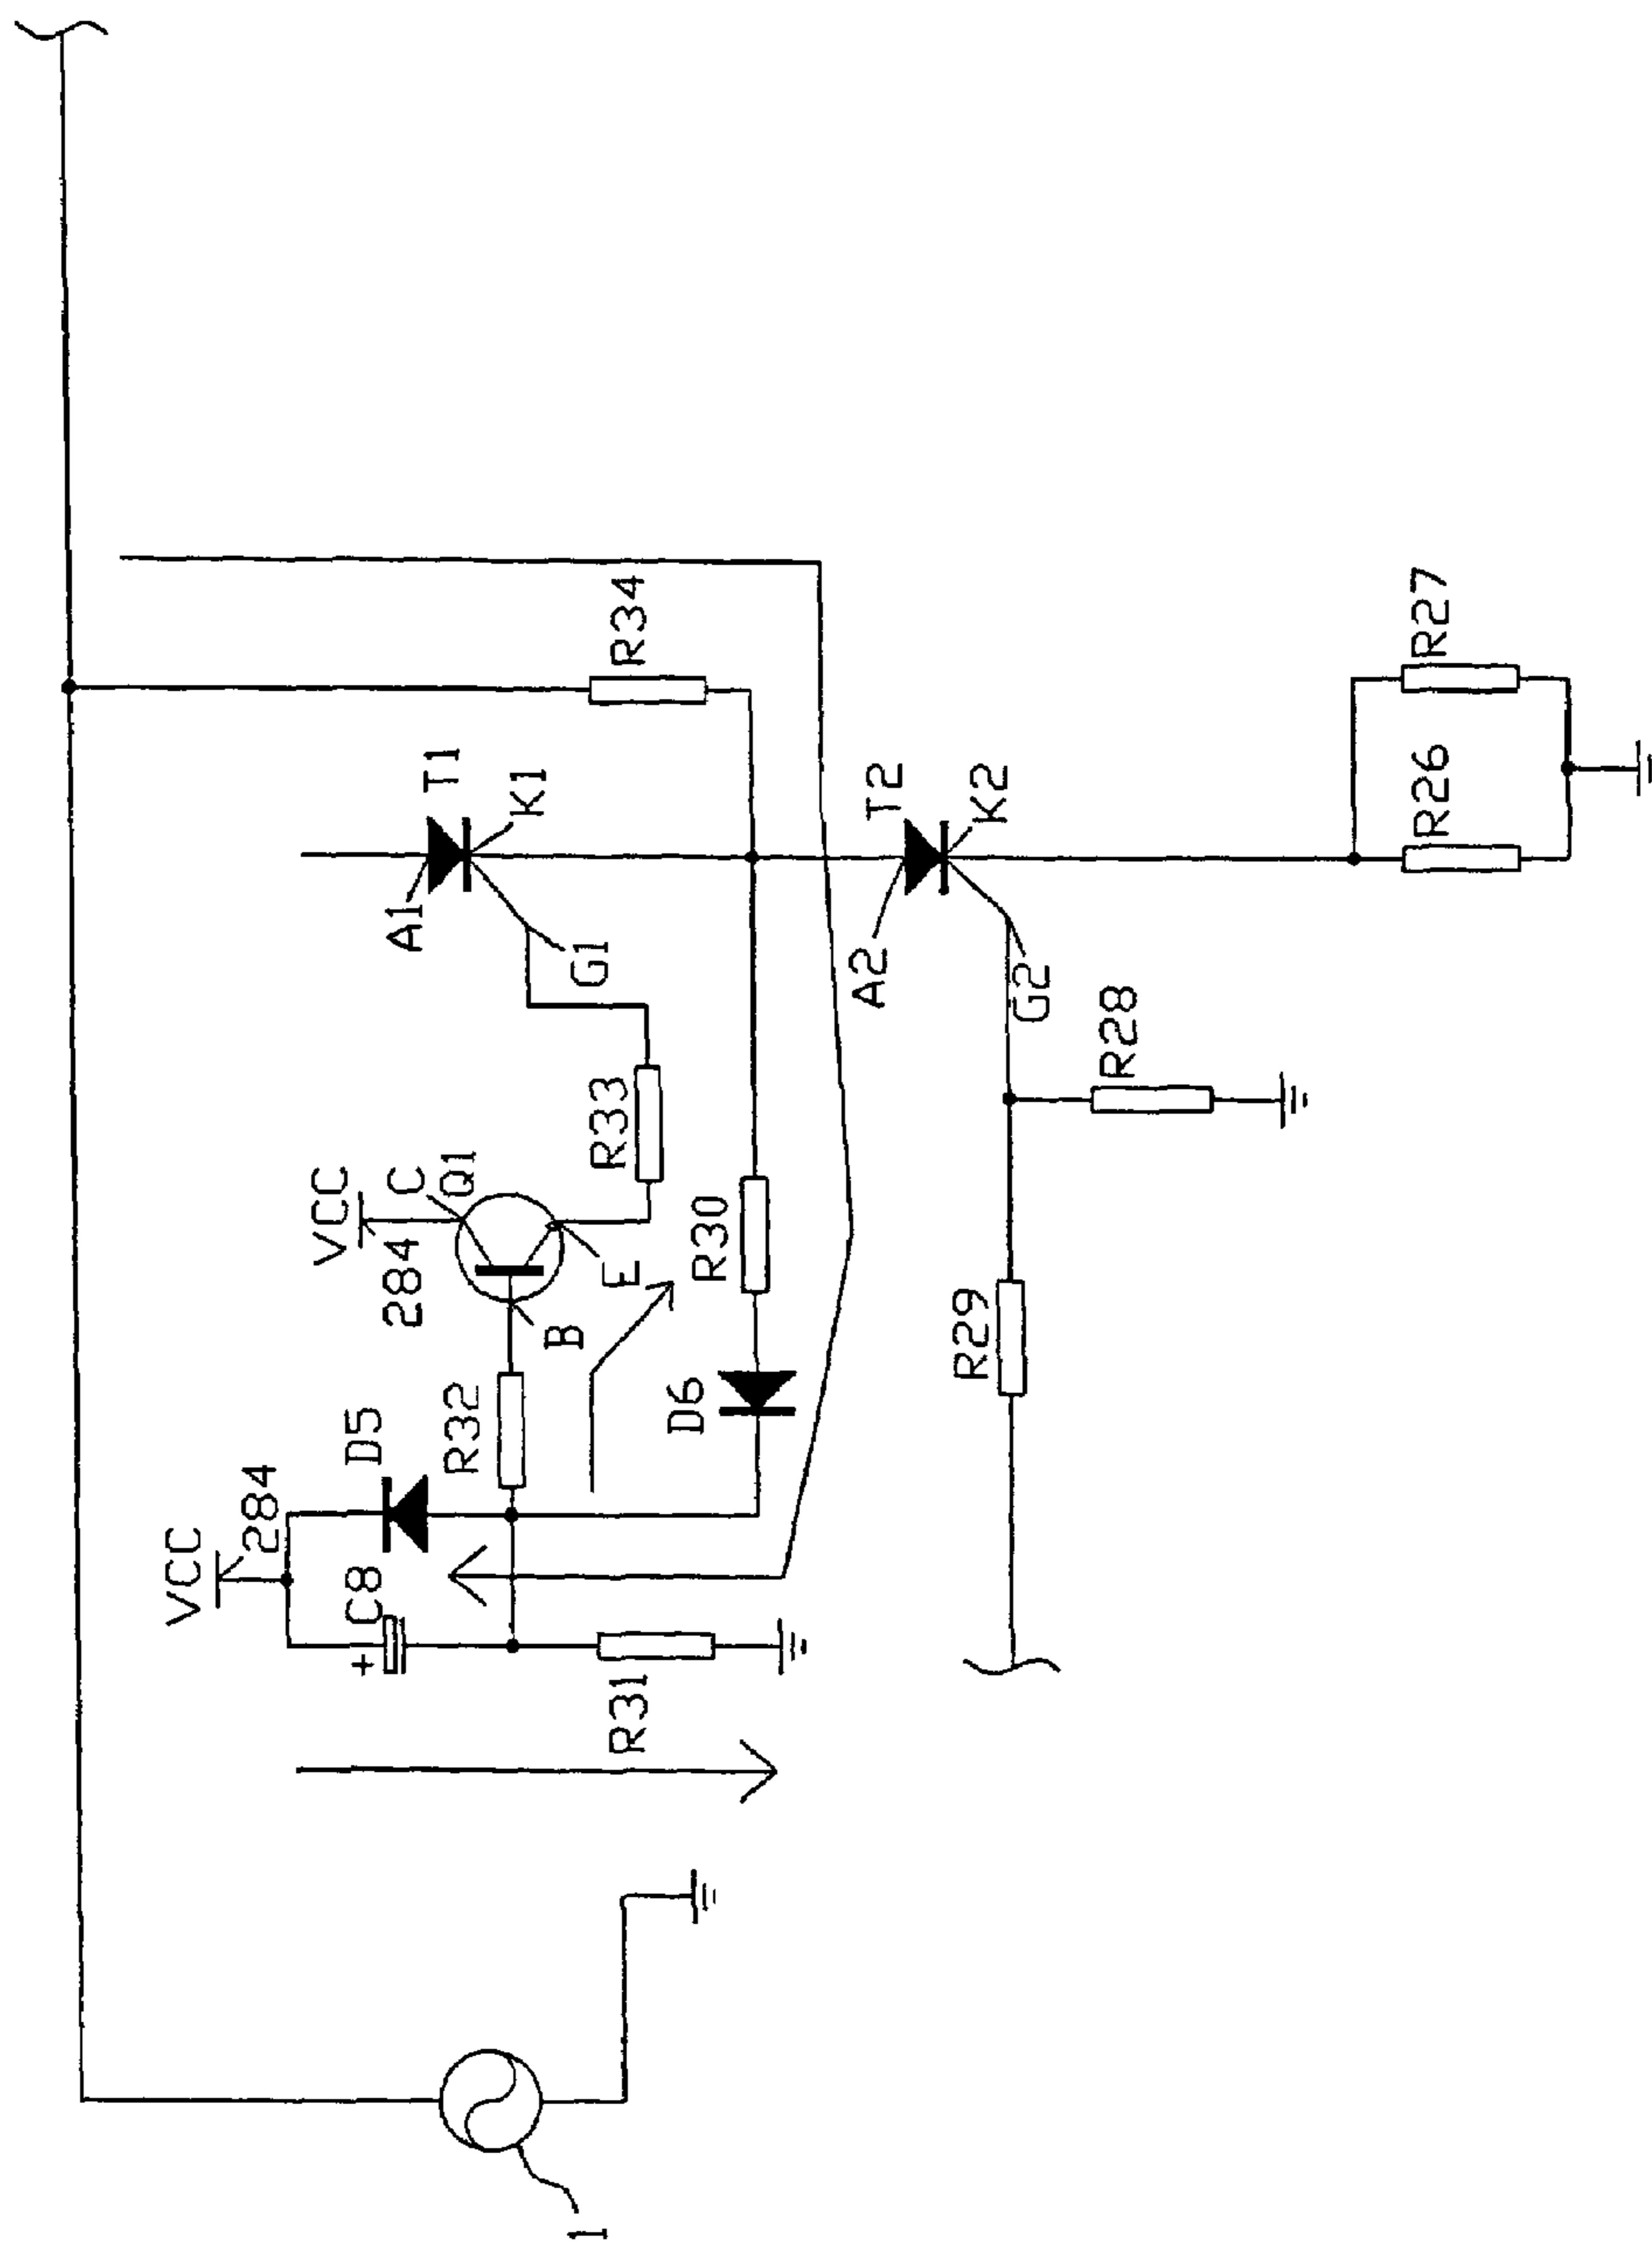 R34
R27
T1
K1
T2
K2
R26
A1
G1
A2
G2
R28
VCC
C
Q1
R33
284
E
R30
B
R29
D5
R32
D6
VCC
284
C8
+
R31
1